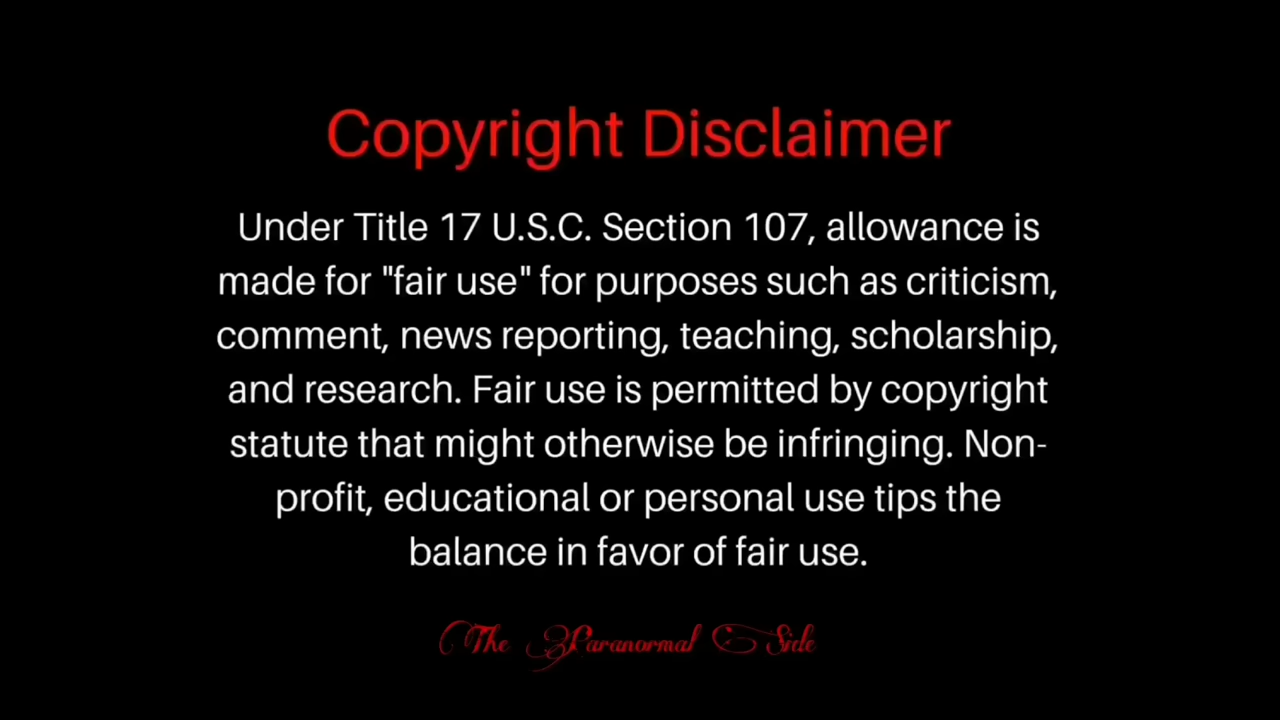 Copyright Disclaimer
Under Title 17 U.S.C. Section 107, allowance is
made for "fair use" for purposes such as criticism,
comment, news reporting, teaching, scholarship,
and research. Fair use is permitted by copyright
statute that might otherwise be infringing. Non-
profit, educational or personal use tips the
balance in favor of fair use.
The Paranormal Side